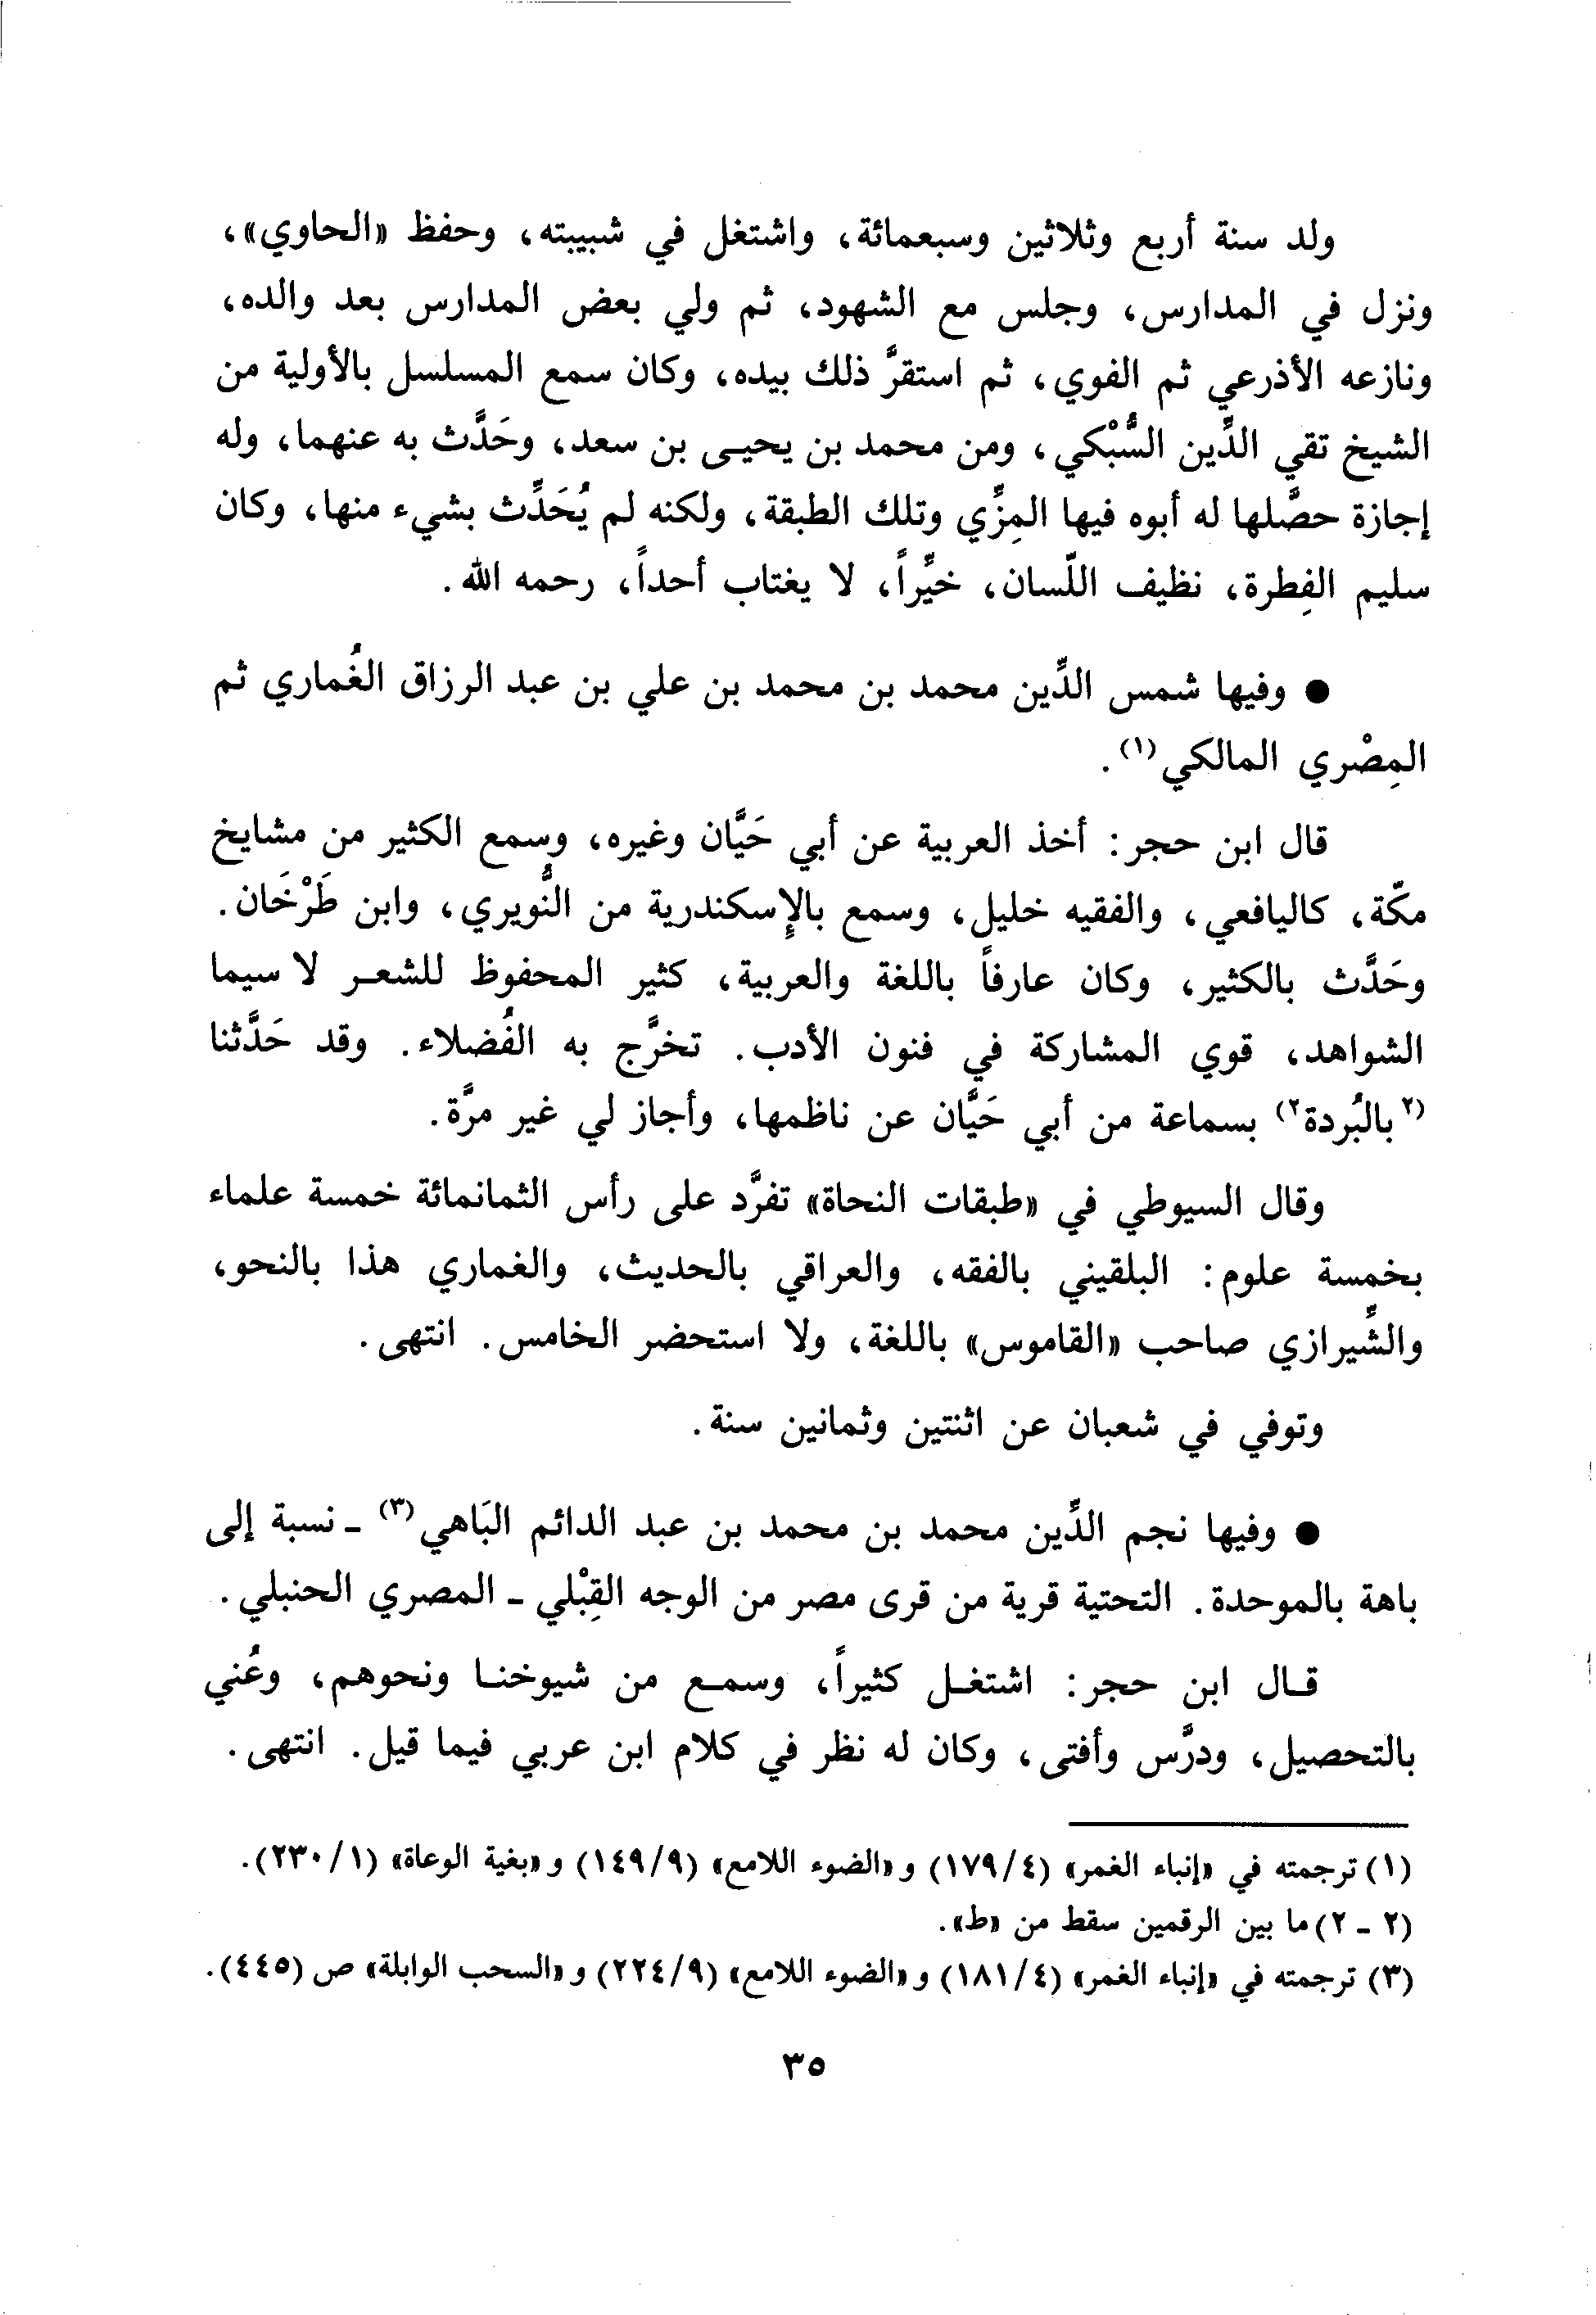 ولد سنة أربع وثلاثين وسبعمائة، واشتغل في شبيبته، وحفظ «الحاوي»،
ونزل في المدارس، وجلس مع الشهود، ثم ولي بعض المدارس بعد والده،
ونازعه الأذرعي ثم الفوي، ثم استقرَّ ذلك بيده، وكان سمع المسلسل بالأولية من
الشيخ تقي الدِّين السُّبْكي، ومن محمد بن يحيى بن سعد، وحَدَّث به عنهما، وله
إجازة حصَّلها له أبوه فيها المِزِّي وتلك الطبقة، ولكنه لم يُحَدِّث بشيء منها، وكان
سليم الفِطرة، نظيف اللّسان، خيِّراً، لا يغتاب أحداً، رحمه الله.
● وفيها شمس الدِّين محمد بن محمد بن علي بن عبد الرزاق الغُماري ثم
المِصْري المالكي(١).
قال ابن حجر: أخذ العربية عن أبي حَيَّان وغيره، وسمع الكثير من مشايخ
مكّة، كاليافعي، والفقيه خليل، وسمع بالإِسكندرية من النُّويري، وابن طَرْخَان.
وحَدَّث بالكثير، وكان عارفاً باللغة والعربية، كثير المحفوظ للشعر لا سيما
الشواهد، قوي المشاركة في فنون الأدب. تخرَّج به الفُضلاء. وقد حَدَّثنا
(٢بالبُردة٢) بسماعة من أبي حَيَّان عن ناظمها، وأجاز لي غير مرَّة.
وقال السيوطي في «طبقات النحاة» تفرَّد على رأس الثمانمائة خمسة علماء
بخمسة علوم: البلقيني بالفقه، والعراقي بالحديث، والغماري هذا بالنحو،
والشِّيرازي صاحب «القاموس» باللغة، ولا استحضر الخامس. انتهى.
وتوفي في شعبان عن اثنتين وثمانين سنة.
● وفيها نجم الدِّين محمد بن محمد بن عبد الدائم البَاهي(٣) - نسبة إلى
باهة بالموحدة. التحتية قرية من قرى مصر من الوجه القِبْلي - المصري الحنبلي.
قال ابن حجر: اشتغل كثيراً، وسمع من شيوخنا ونحوهم، وعُني
بالتحصيل، ودرَّس وأفتى، وكان له نظر في كلام ابن عربي فيما قيل. انتهى.
(١) ترجمته في «إنباء الغمر» (١٧٩/٤) و «الضوء اللامع» (١٤٩/٩) و «بغية الوعاة» (٢٣٠/١).
(٢ - ٢) ما بين الرقمين سقط من «ط».
(٣) ترجمته في «إنباء الغمر» (١٨١/٤) و «الضوء اللامع» (٢٢٤/٩) و «السحب الوابلة» ص (٤٤٥).
٣٥